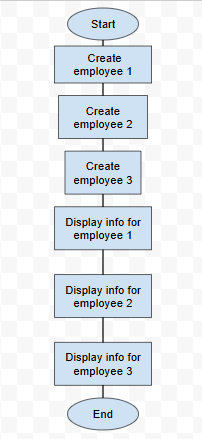 Start
Create
employee 1
Create
employee 2
Create
employee 3
Display info for
employee 1
Display info for
employee 2
Display info for
employee 3
End